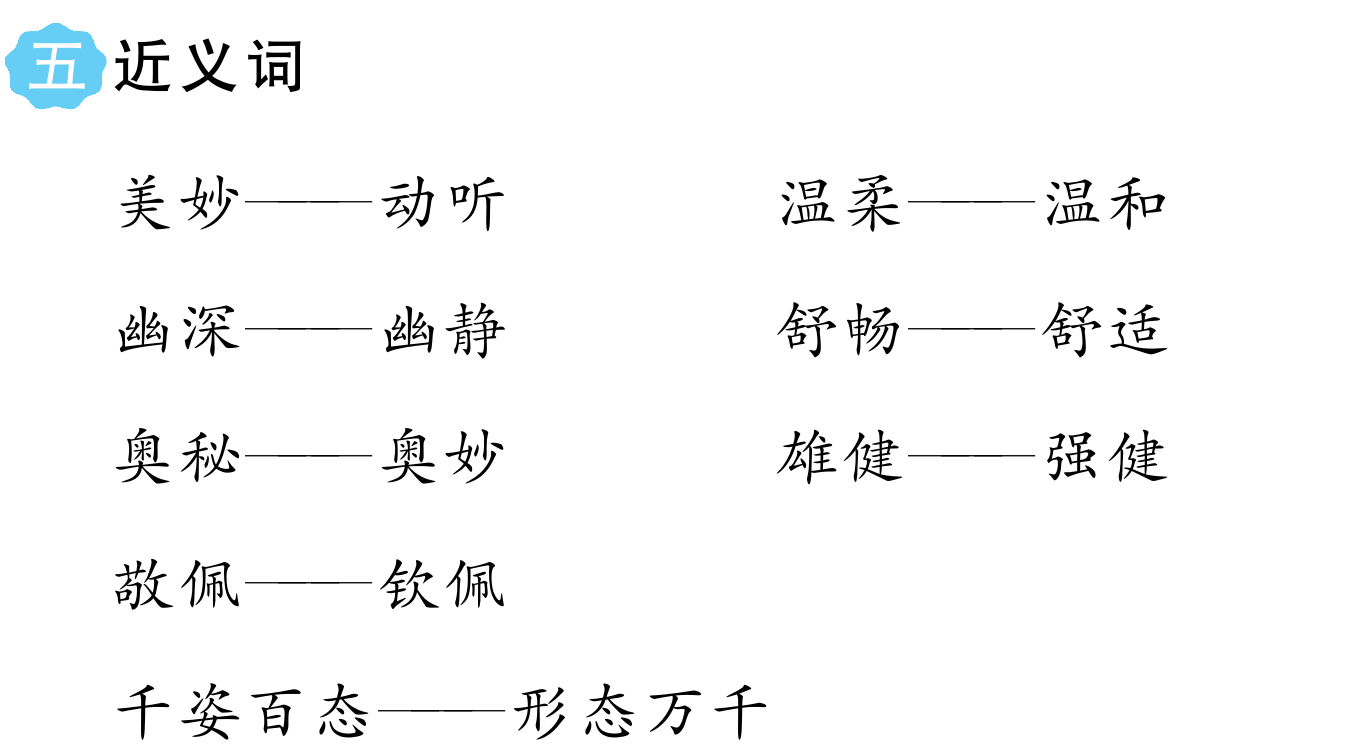 五 近义词
美妙——动听 温柔——温和
幽深——幽静 舒畅——舒适
奥秘——奥妙 雄健——强健
敬佩——钦佩
千姿百态——形态万千